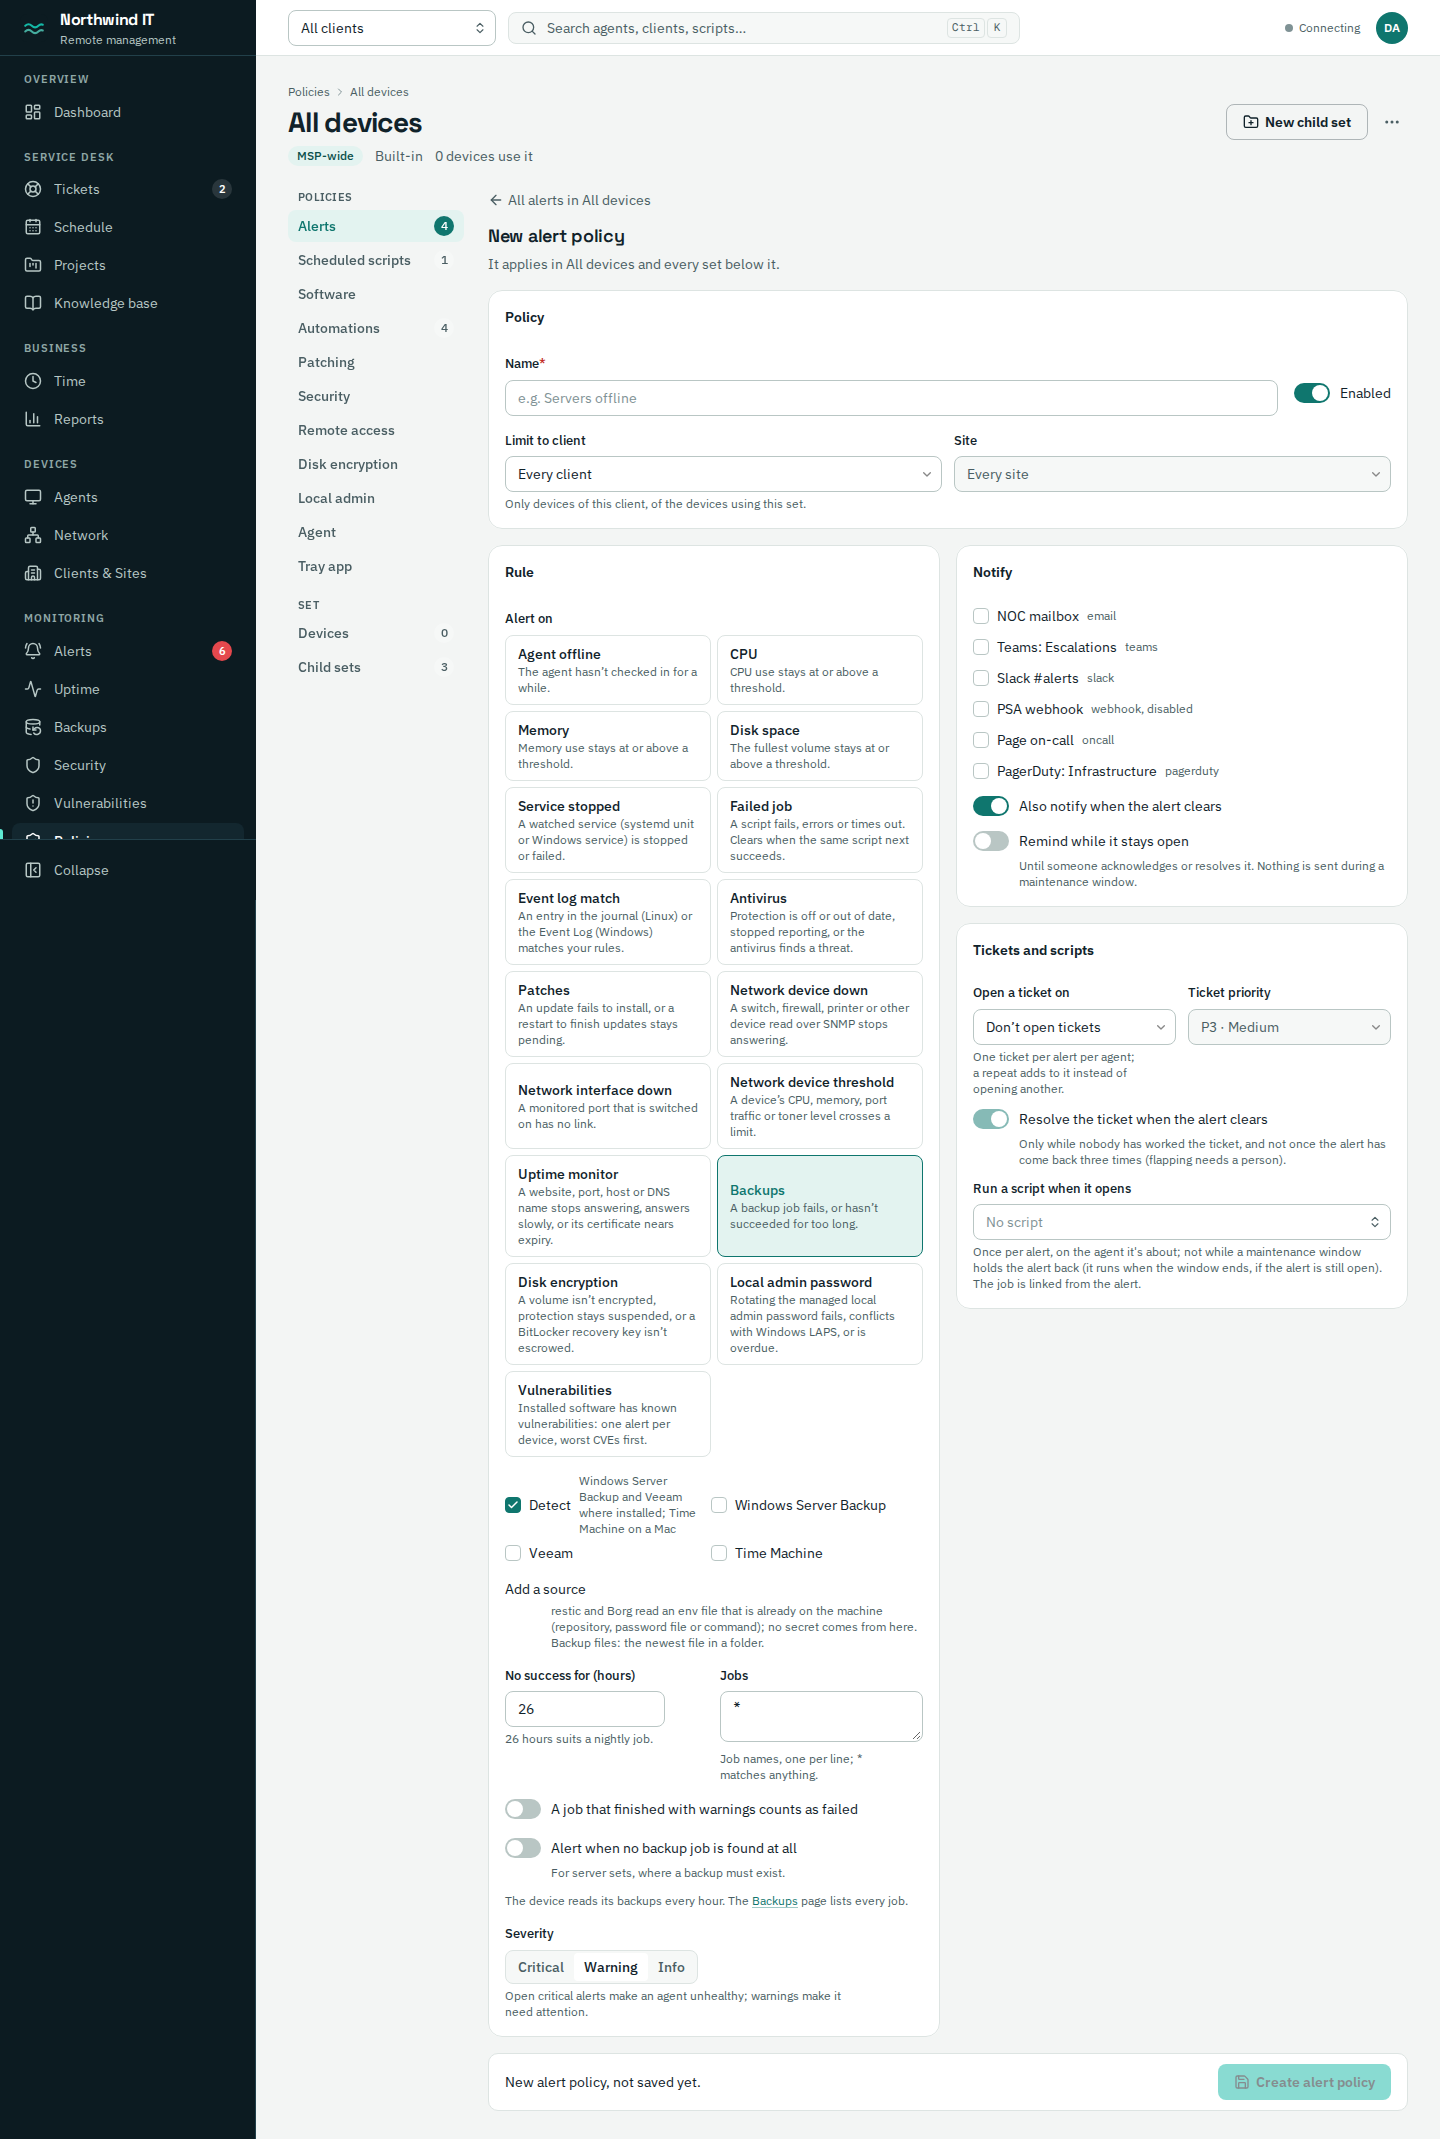 Northwind IT
Remote management
All clients
Search agents, clients, scripts…
Ctrl K
Connecting
DA
OVERVIEW
Dashboard
SERVICE DESK
Tickets 2
Schedule
Projects
Knowledge base
BUSINESS
Time
Reports
DEVICES
Agents
Network
Clients & Sites
MONITORING
Alerts 6
Uptime
Backups
Security
Vulnerabilities
Collapse
Policies > All devices
All devices
New child set
MSP-wide Built-in 0 devices use it
POLICIES
Alerts 4
Scheduled scripts 1
Software
Automations 4
Patching
Security
Remote access
Disk encryption
Local admin
Agent
Tray app
SET
Devices 0
Child sets 3
All alerts in All devices
New alert policy
It applies in All devices and every set below it.
Policy
Name*
e.g. Servers offline
Enabled
Limit to client
Every client
Only devices of this client, of the devices using this set.
Site
Every site
Rule
Alert on
Agent offline
The agent hasn’t checked in for a
while.
CPU
CPU use stays at or above a
threshold.
Memory
Memory use stays at or above a
threshold.
Disk space
The fullest volume stays at or
above a threshold.
Service stopped
A watched service (systemd unit
or Windows service) is stopped
or failed.
Failed job
A script fails, errors or times out.
Clears when the same script next
succeeds.
Event log match
An entry in the journal (Linux) or
the Event Log (Windows)
matches your rules.
Antivirus
Protection is off or out of date,
stopped reporting, or the
antivirus finds a threat.
Patches
An update fails to install, or a
restart to finish updates stays
pending.
Network device down
A switch, firewall, printer or other
device read over SNMP stops
answering.
Network interface down
A monitored port that is switched
on has no link.
Network device threshold
A device’s CPU, memory, port
traffic or toner level crosses a
limit.
Uptime monitor
A website, port, host or DNS
name stops answering, answers
slowly, or its certificate nears
expiry.
Backups
A backup job fails, or hasn’t
succeeded for too long.
Disk encryption
A volume isn’t encrypted,
protection stays suspended, or a
BitLocker recovery key isn’t
escrowed.
Local admin password
Rotating the managed local
admin password fails, conflicts
with Windows LAPS, or is
overdue.
Vulnerabilities
Installed software has known
vulnerabilities: one alert per
device, worst CVEs first.
Detect
Windows Server
Backup and Veeam
where installed; Time
Machine on a Mac
Windows Server Backup
Veeam
Time Machine
Add a source
restic and Borg read an env file that is already on the machine
(repository, password file or command); no secret comes from here.
Backup files: the newest file in a folder.
No success for (hours)
26
26 hours suits a nightly job.
Jobs
*
Job names, one per line; *
matches anything.
A job that finished with warnings counts as failed
Alert when no backup job is found at all
For server sets, where a backup must exist.
The device reads its backups every hour. The Backups page lists every job.
Severity
Critical Warning Info
Open critical alerts make an agent unhealthy; warnings make it
need attention.
Notify
NOC mailbox email
Teams: Escalations teams
Slack #alerts slack
PSA webhook webhook, disabled
Page on-call oncall
PagerDuty: Infrastructure pagerduty
Also notify when the alert clears
Remind while it stays open
Until someone acknowledges or resolves it. Nothing is sent during a
maintenance window.
Tickets and scripts
Open a ticket on
Don’t open tickets
One ticket per alert per agent;
a repeat adds to it instead of
opening another.
Ticket priority
P3 · Medium
Resolve the ticket when the alert clears
Only while nobody has worked the ticket, and not once the alert has
come back three times (flapping needs a person).
Run a script when it opens
No script
Once per alert, on the agent it's about; not while a maintenance window
holds the alert back (it runs when the window ends, if the alert is still open).
The job is linked from the alert.
New alert policy, not saved yet.
Create alert policy